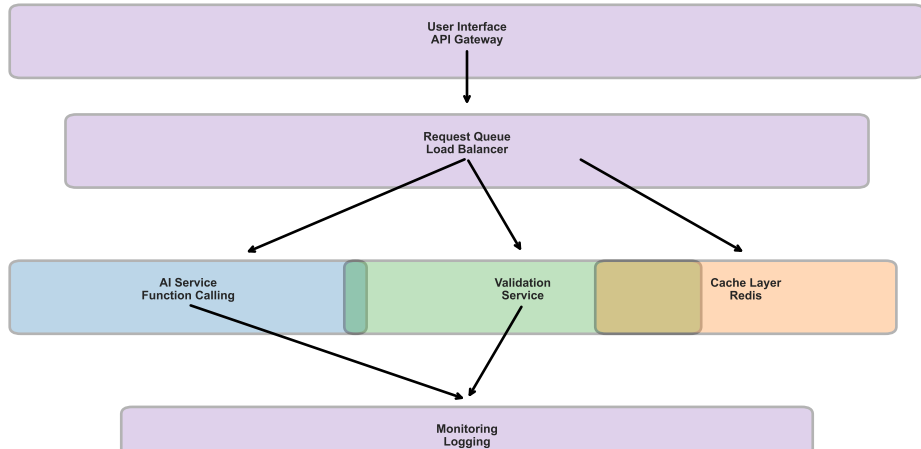 User Interface
API Gateway
Request Queue
Load Balancer
AI Service
Function Calling
Validation
Service
Cache Layer
Redis
Monitoring
Logging